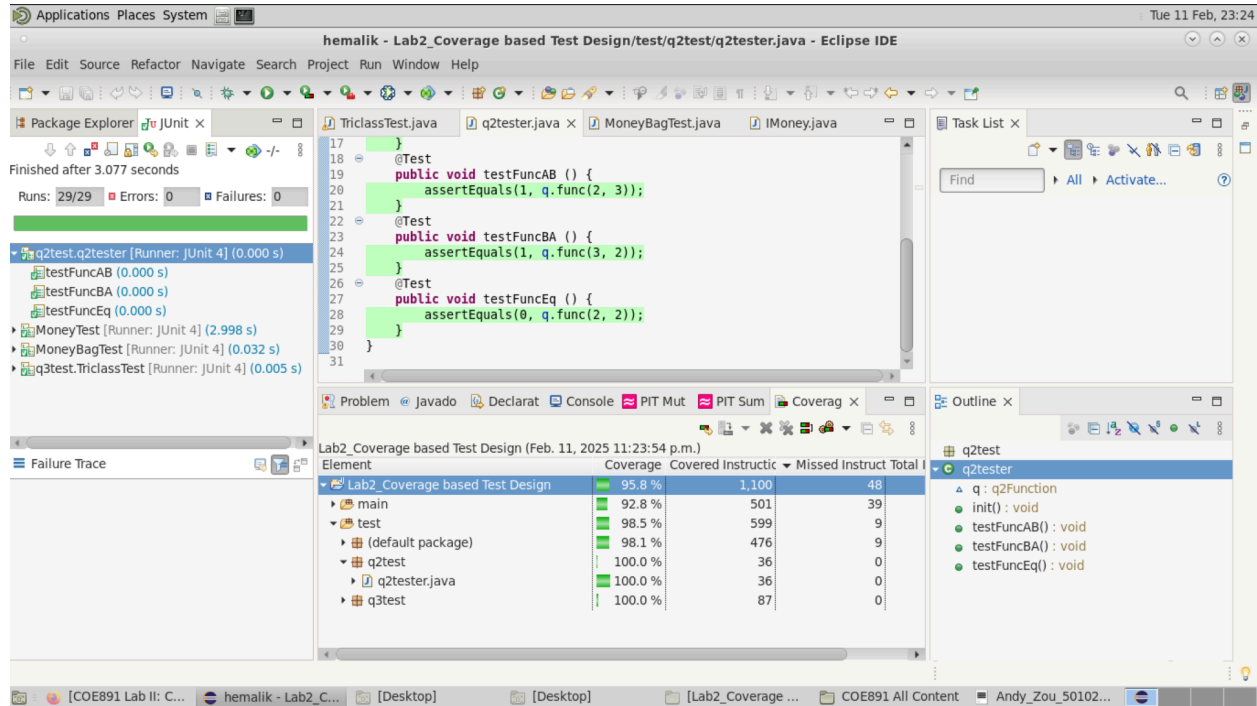 Applications Places System
Tue 11 Feb, 23:24
hemalik - Lab2_Coverage based Test Design/test/q2test/q2tester.java - Eclipse IDE
File Edit Source Refactor Navigate Search Project Run Window Help
Package Explorer JUnit
Finished after 3.077 seconds
Runs: 29/29 Errors: 0 Failures: 0
q2test.q2tester [Runner: JUnit 4] (0.000 s)
testFuncAB (0.000 s)
testFuncBA (0.000 s)
testFuncEq (0.000 s)
MoneyTest [Runner: JUnit 4] (2.998 s)
MoneyBagTest [Runner: JUnit 4] (0.032 s)
q3test.TriclassTest [Runner: JUnit 4] (0.005 s)
Failure Trace
TriclassTest.java q2tester.java MoneyBagTest.java IMoney.java
17 }
18 @Test
19 public void testFuncAB () {
20 assertEquals(1, q.func(2, 3));
21 }
22 @Test
23 public void testFuncBA () {
24 assertEquals(1, q.func(3, 2));
25 }
26 @Test
27 public void testFuncEq () {
28 assertEquals(0, q.func(2, 2));
29 }
30 }
31
Problem Javado Declarat Console PIT Mut PIT Sum Coverag
Lab2_Coverage based Test Design (Feb. 11, 2025 11:23:54 p.m.)
Element Coverage Covered Instructic Missed Instruct Total I
Lab2_Coverage based Test Design 95.8 % 1,100 48
main 92.8 % 501 39
test 98.5 % 599 9
(default package) 98.1 % 476 9
q2test 100.0 % 36 0
q2tester.java 100.0 % 36 0
q3test 100.0 % 87 0
Task List
Find All Activate...
Outline
q2test
q2tester
q : q2Function
init() : void
testFuncAB() : void
testFuncBA() : void
testFuncEq() : void
[COE891 Lab II: C... hemalik - Lab2_C... [Desktop] [Desktop] [Lab2_Coverage ... COE891 All Content Andy_Zou_50102...